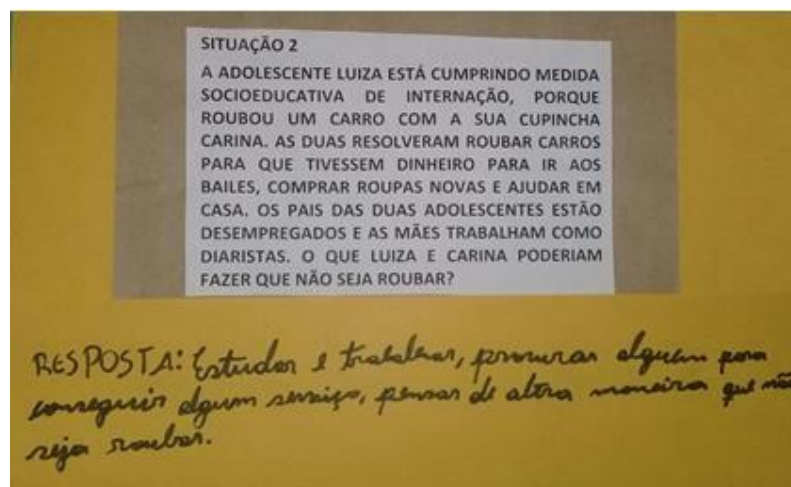 SITUAÇÃO 2
A ADOLESCENTE LUIZA ESTÁ CUMPRINDO MEDIDA
SOCIOEDUCATIVA DE INTERNAÇÃO, PORQUE
ROUBOU UM CARRO COM A SUA CUPINCHA
CARINA. AS DUAS RESOLVERAM ROUBAR CARROS
PARA QUE TIVESSEM DINHEIRO PARA IR AOS
BAILES, COMPRAR ROUPAS NOVAS E AJUDAR EM
CASA. OS PAIS DAS DUAS ADOLESCENTES ESTÃO
DESEMPREGADOS E AS MÃES TRABALHAM COMO
DIARISTAS. O QUE LUIZA E CARINA PODERIAM
FAZER QUE NÃO SEJA ROUBAR?
RESPOSTA: Estudar e trabalhar, procurar alguem para
conseguir algum serviço, pensar de altra maneira que não
seja roubar.